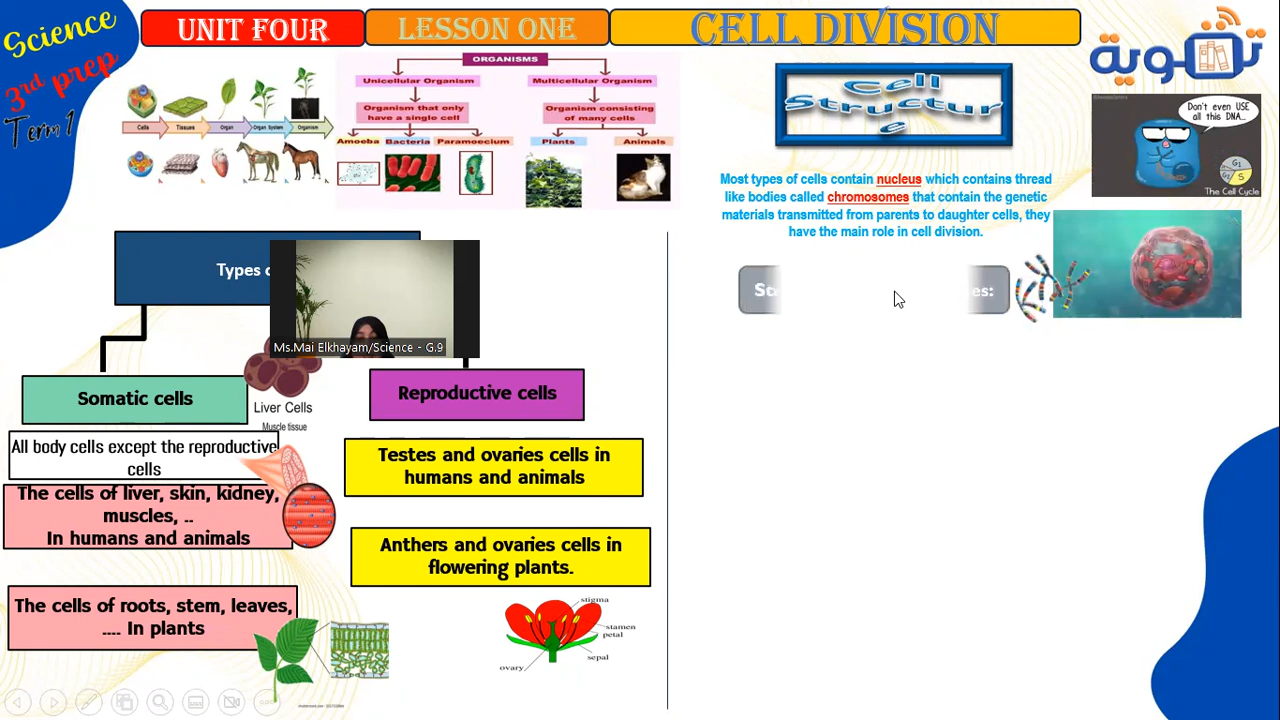 Science
3rd prep
Term 1
UNIT FOUR
LESSON ONE
CELL DIVISION
ثانوية
Cells
Tissues
Organ
Organ System
Organism
ORGANISMS
Unicellular Organism
Multicellular Organism
Organism that only
have a single cell
Organism consisting
of many cells
Amoeba
Bacteria
Paramoecium
Plants
Animals
Cell
Structur
e
Don't even USE
all this DNA...
G1
G2
S
The Cell Cycle
Most types of cells contain nucleus which contains thread
like bodies called chromosomes that contain the genetic
materials transmitted from parents to daughter cells, they
have the main role in cell division.
es:
Types
Ms.Mai Elkhayam/Science - G.9
Somatic cells
Liver Cells
Muscle tissue
Reproductive cells
All body cells except the reproductive
cells
The cells of liver, skin, kidney,
muscles, ..
In humans and animals
The cells of roots, stem, leaves,
.... In plants
Testes and ovaries cells in
humans and animals
Anthers and ovaries cells in
flowering plants.
stigma
stamen
petal
sepal
ovary